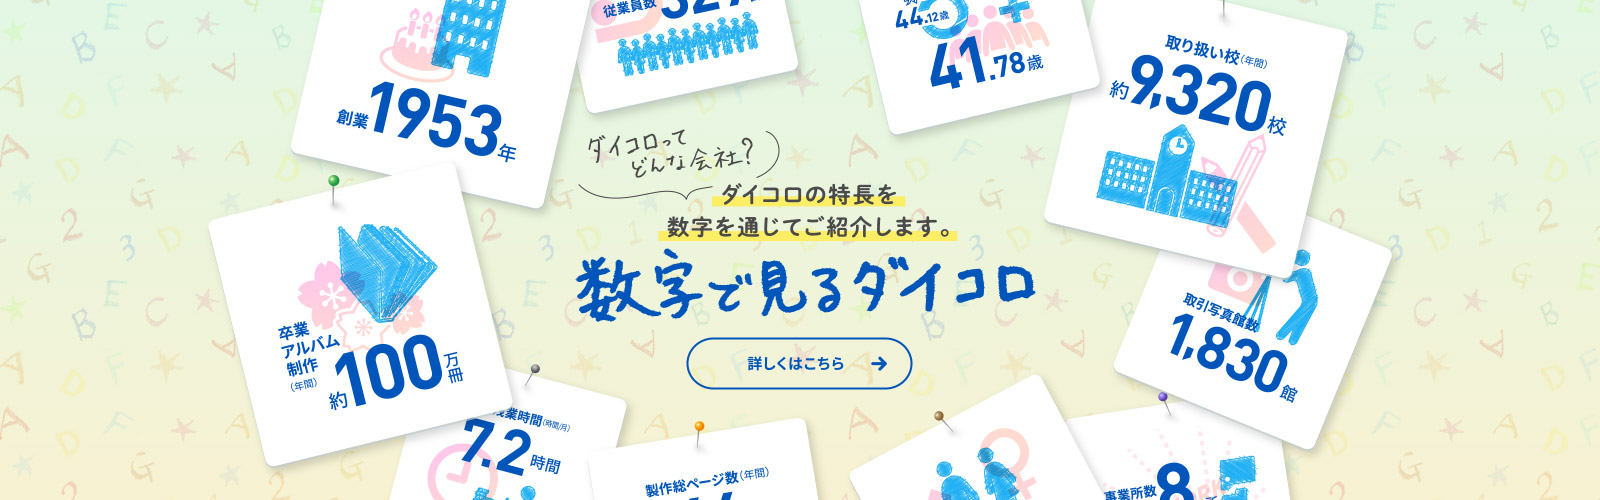 創業1953年
従業員数
44.12歳
41.78歳
取り扱い校(年間)
約9,320校
ダイコロって
どんな会社?
ダイコロの特長を
数字を通じてご紹介します。
数字で見るダイコロ
詳しくはこちら
卒業
アルバム
制作
(年間)
約100万冊
取引写真館数
1,830館
業時間(時間/月)
7.2時間
製作総ページ数(年間)
事業所数8